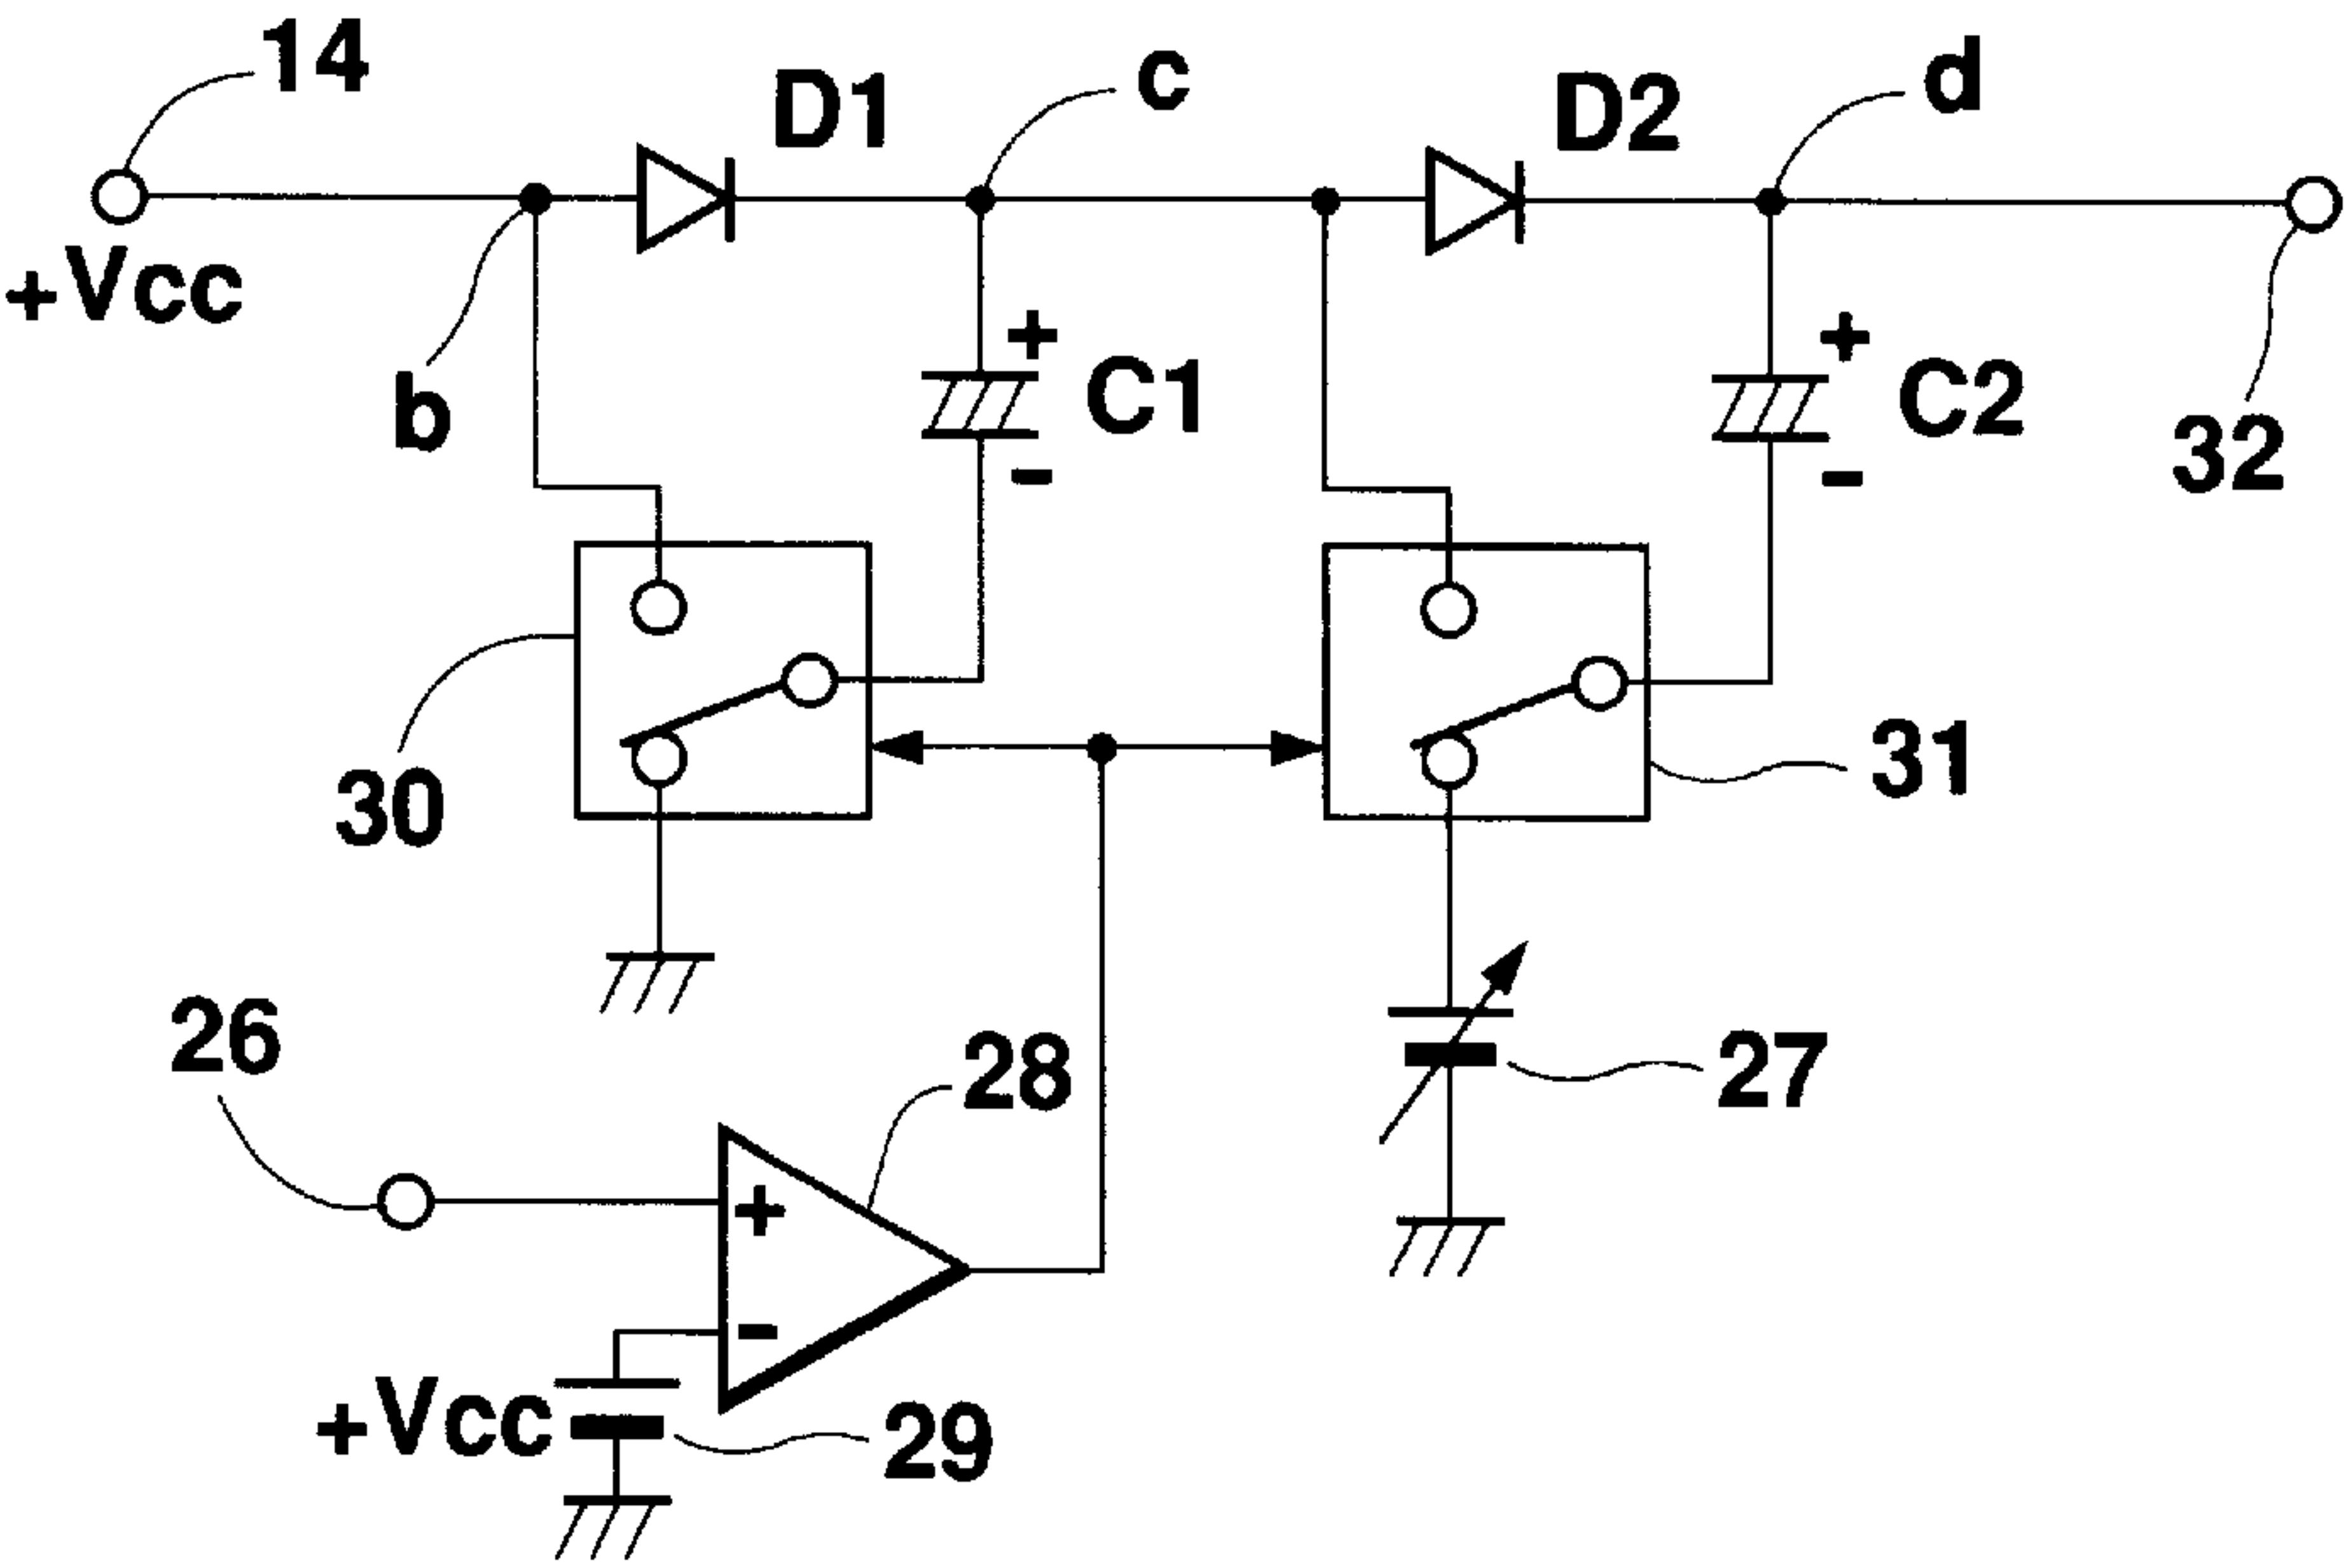 14
D1
c
D2
d
+Vcc
b
+
C1
-
+
C2
-
32
30
31
26
28
27
+
-
+Vcc
29